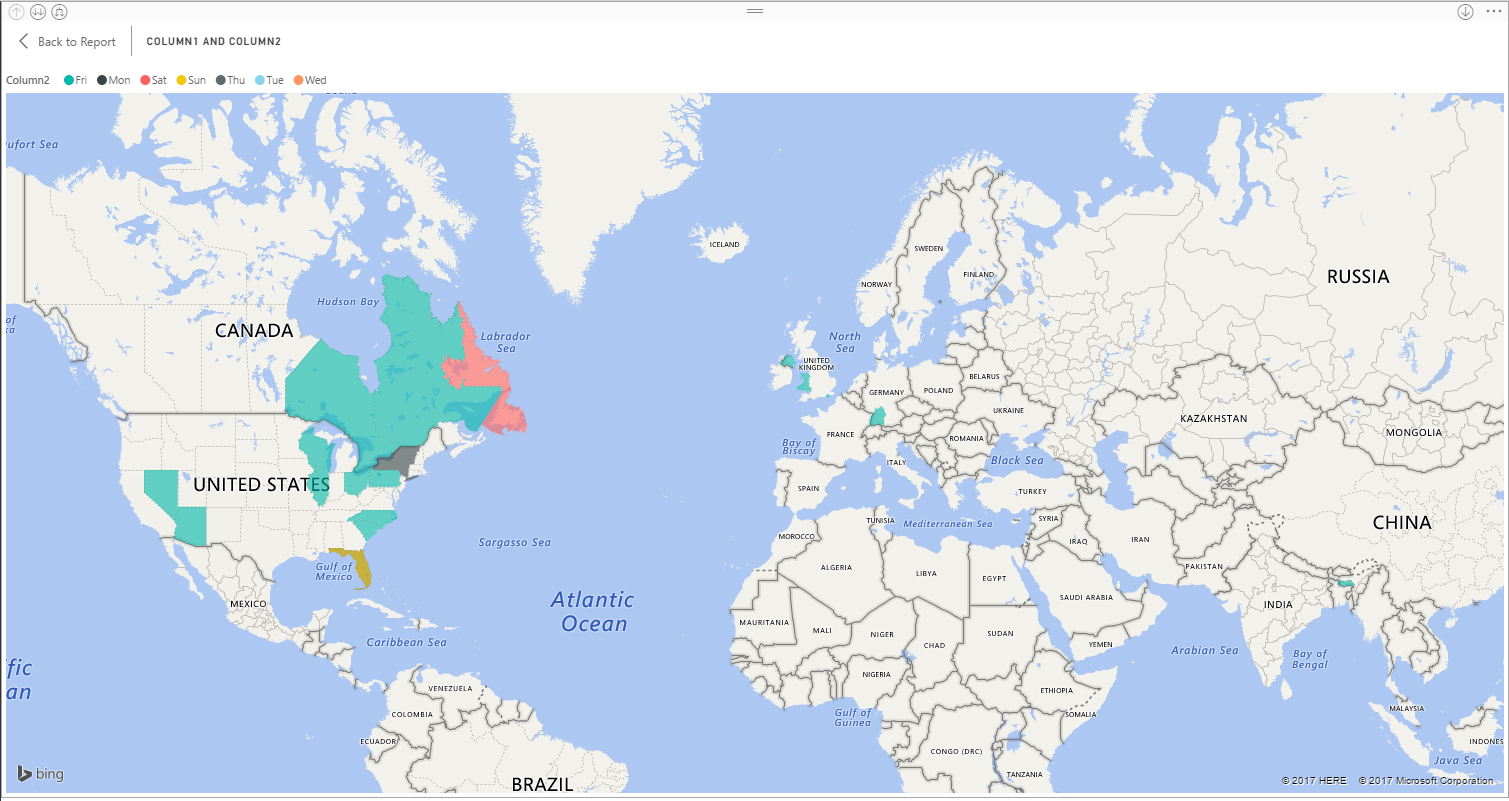 Back to Report
COLUMN1 AND COLUMN2
Column2 Fri Mon Sat Sun Thu Tue Wed
ufort Sea
ICELAND
SWEDEN
FINLAND
NORWAY
RUSSIA
Hudson Bay
CANADA
Labrador
Sea
North
Sea
UNITED
KINGDOM
BELARUS
GERMANY
POLAND
UKRAINE
KAZAKHSTAN
MONGOLIA
FRANCE
ROMANIA
Bay of
Biscay
ITALY
Black Sea
UNITED STATES
SPAIN
TURKEY
CHINA
TUNISIA
Mediterranean Sea
SYRIA
MOROCCO
IRAQ
IRAN
Sargasso Sea
ALGERIA
LIBYA
EGYPT
PAKISTAN
Gulf of
Mexico
MEXICO
Atlantic
Ocean
SAUDI ARABIA
INDIA
MAURITANIA
MALI
NIGER
CHAD
SUDAN
YEMEN
Caribbean Sea
Arabian Sea
Bay of
Bengal
fic
an
VENEZUELA
NIGERIA
ETHIOPIA
COLOMBIA
Gulf of
Guinea
SOMALIA
MALAYSIA
ECUADOR
CONGO (DRC)
INDONES
Java Sea
TANZANIA
BRAZIL
bing
© 2017 HERE © 2017 Microsoft Corporation